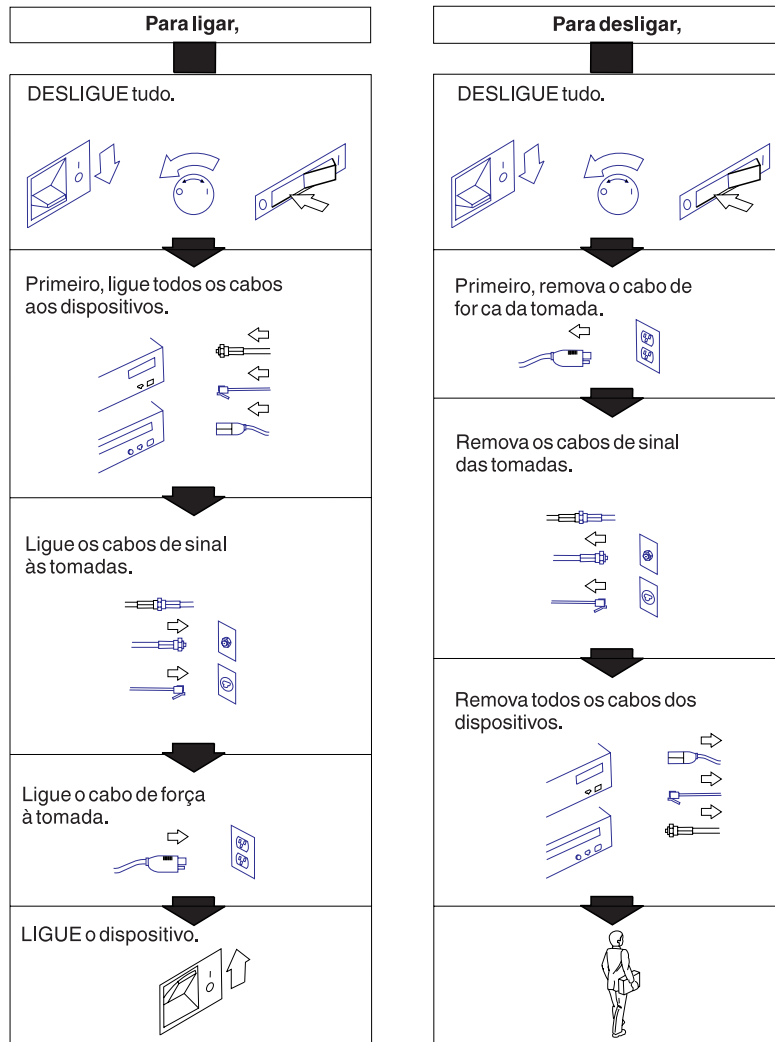 Para ligar,
DESLIGUE tudo.
Primeiro, ligue todos os cabos
aos dispositivos.
Ligue os cabos de sinal
às tomadas.
Ligue o cabo de força
à tomada.
LIGUE o dispositivo.
Para desligar,
DESLIGUE tudo.
Primeiro, remova o cabo de
for ca da tomada.
Remova os cabos de sinal
das tomadas.
Remova todos os cabos dos
dispositivos.